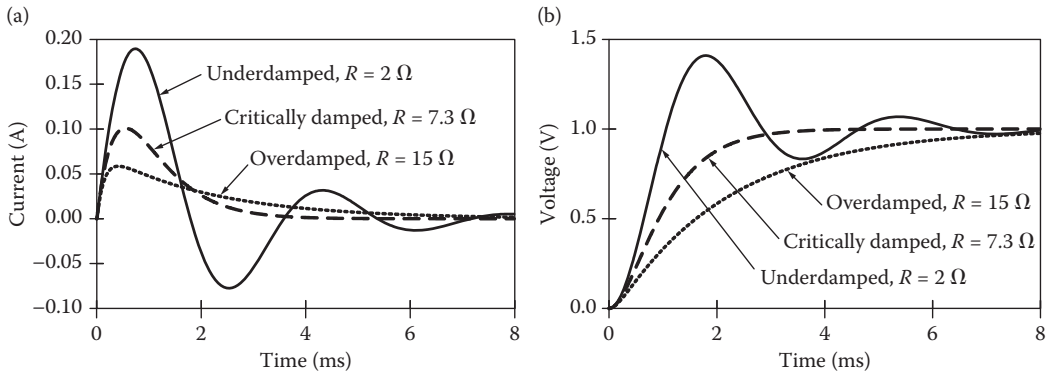 (a)
0.20
0.15
0.10
0.05
0.00
−0.05
−0.10
Current (A)
Underdamped, R = 2 Ω
Critically damped, R = 7.3 Ω
Overdamped, R = 15 Ω
0 2 4 6 8
Time (ms)
(b)
1.5
1.0
0.5
0.0
Voltage (V)
Overdamped, R = 15 Ω
Critically damped, R = 7.3 Ω
Underdamped, R = 2 Ω
0 2 4 6 8
Time (ms)